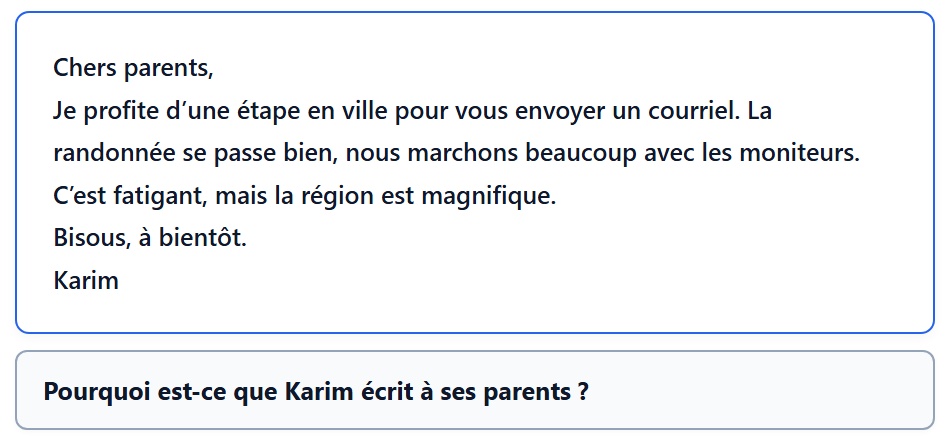 Chers parents,
Je profite d’une étape en ville pour vous envoyer un courriel. La
randonnée se passe bien, nous marchons beaucoup avec les moniteurs.
C’est fatigant, mais la région est magnifique.
Bisous, à bientôt.
Karim
Pourquoi est-ce que Karim écrit à ses parents ?